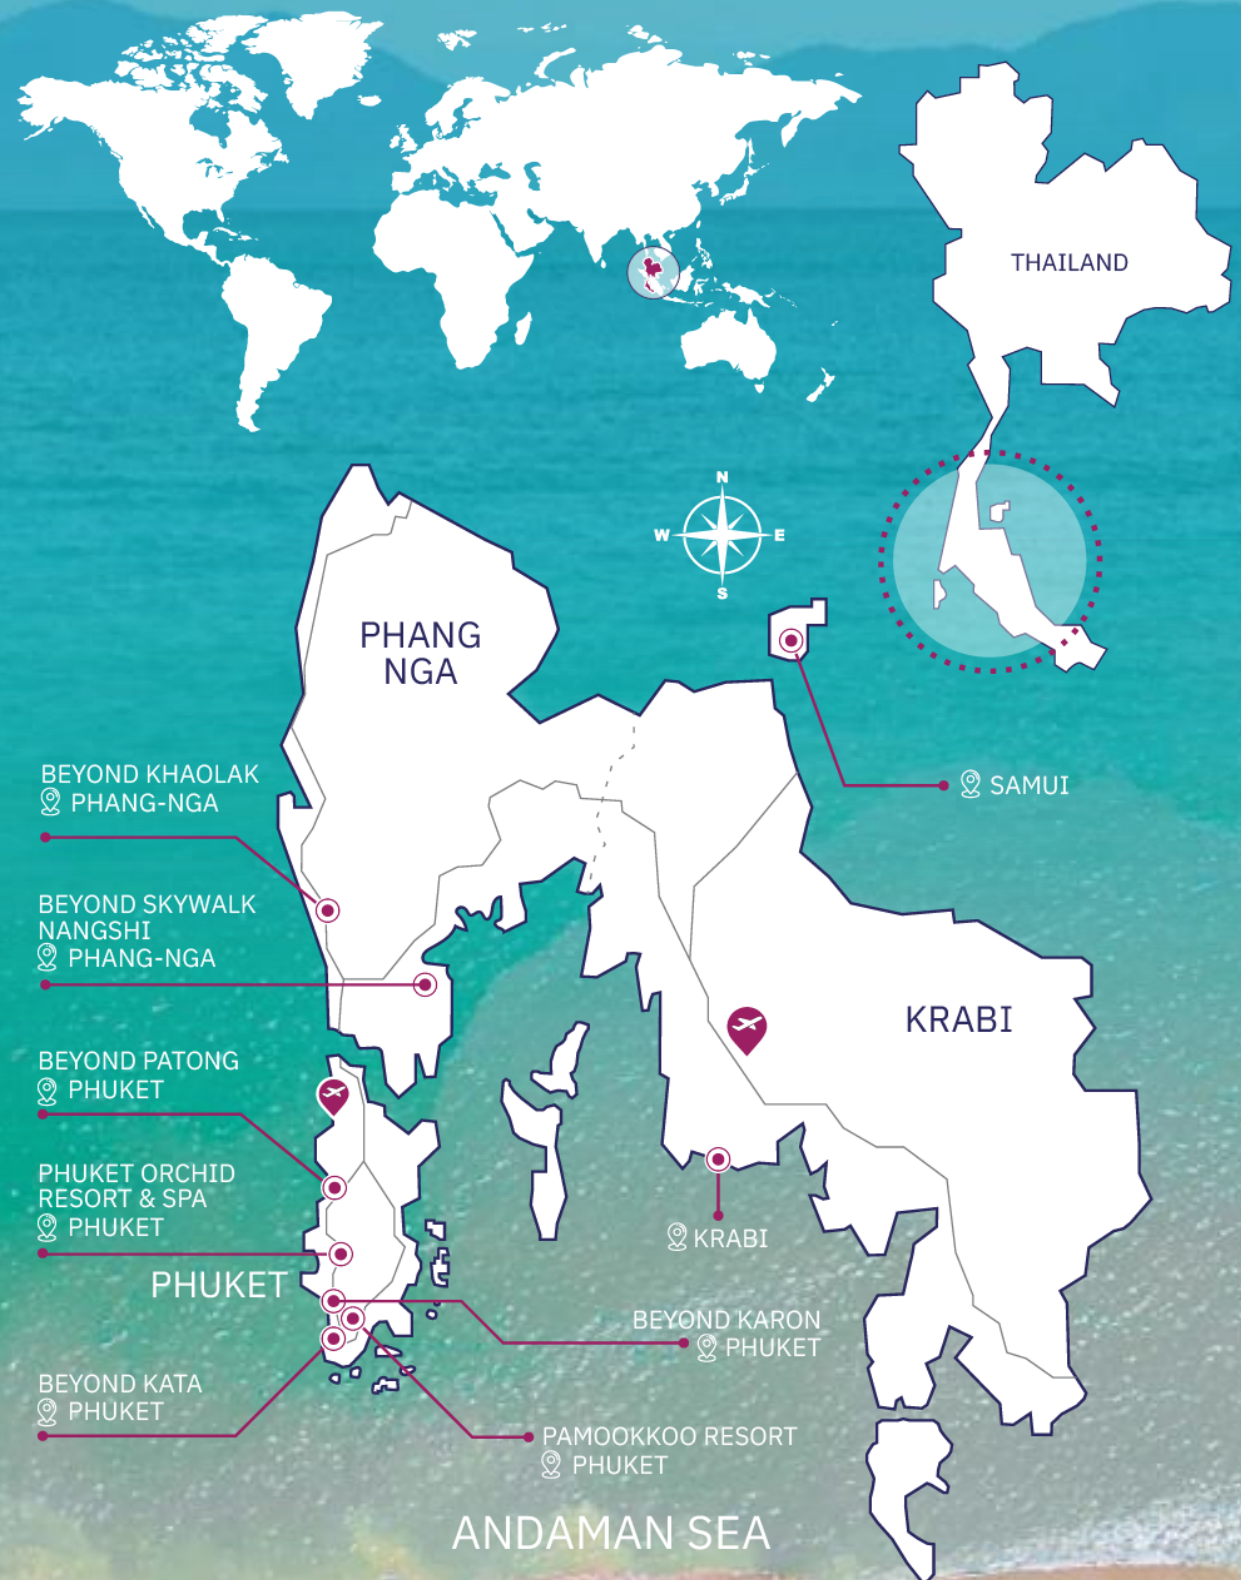 THAILAND
N
W
E
S
PHANG
NGA
BEYOND KHAOLAK
PHANG-NGA
SAMUI
BEYOND SKYWALK
NANGSHI
PHANG-NGA
KRABI
BEYOND PATONG
PHUKET
PHUKET ORCHID
RESORT & SPA
PHUKET
KRABI
PHUKET
BEYOND KARON
PHUKET
BEYOND KATA
PHUKET
PAMOOKKOO RESORT
PHUKET
ANDAMAN SEA